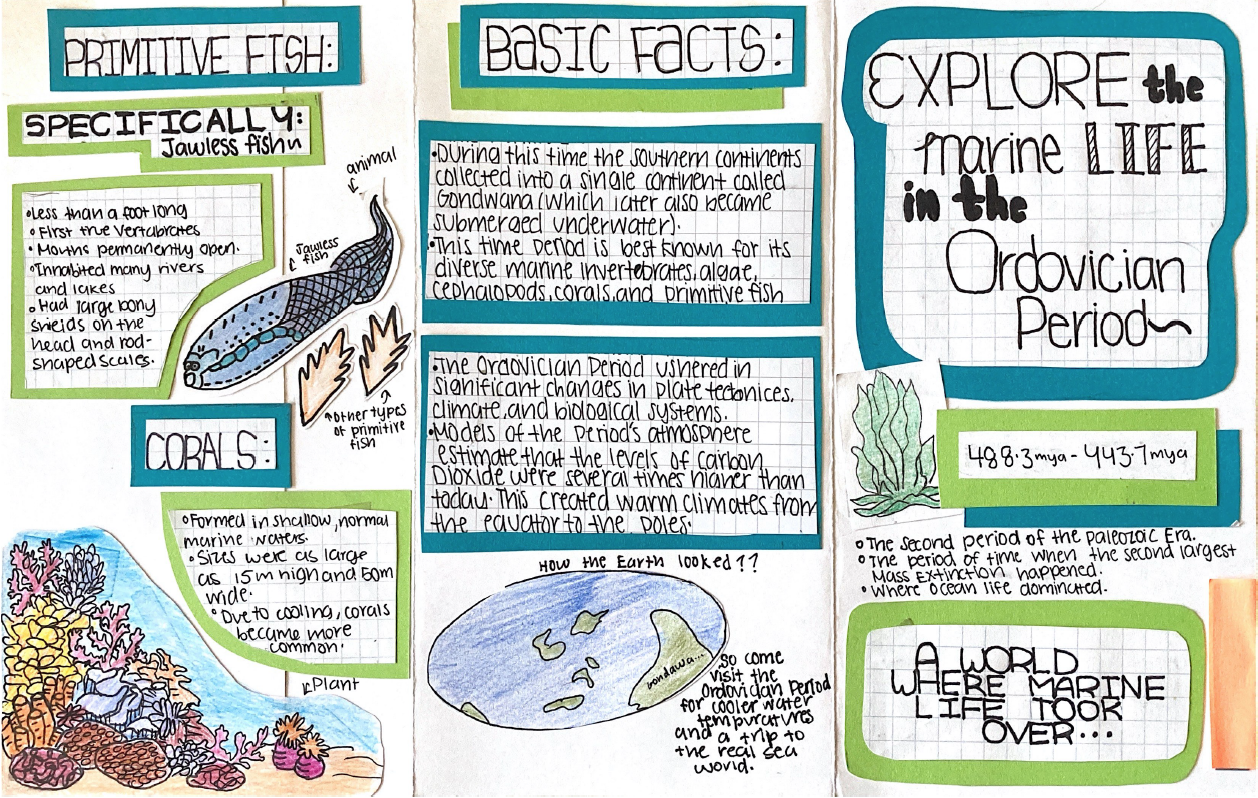 PRIMITIVE FISH:
SPECIFICALLY:
Jawless fish
•Less than a foot long
•First true vertabrates
•Mouths permanently open.
•Inhabited many rivers
and lakes
•Had large bony
shields on the
head and rod-
shaped scales.
animal
Jawless
fish
other types
of primitive
fish
CORALS:
•Formed in shallow, normal
marine waters.
•Sizes were as large
as 15m high and 50m
wide.
•Due to cooling, corals
became more
common.
Plant
BASIC FACTS:
•During this time the southern continents
collected into a single continent called
Gondwana (which later also became
submerged underwater).
•This time period is best known for its
diverse marine invertebrates, algae,
cephalopods, corals, and primitive fish
•The Ordovician Period ushered in
significant changes in plate tectonices,
climate, and biological systems.
•Models of the Period's atmosphere
estimate that the levels of carbon
Dioxide were several times higher than
today. This created warm climates from
the equator to the poles.
How the Earth looked??
So come
visit the
Ordovician Period
for cooler water
tempuratures
and a trip to
the real sea
world.
EXPLORE the
marine LIFE
in the
Ordovician
Period~
488.3mya - 443.7mya
•The second period of the Paleozoic Era.
•The period of time when the second largest
Mass Extinction happened.
•Where ocean life dominated.
A WORLD
WHERE MARINE
LIFE TOOK
OVER...